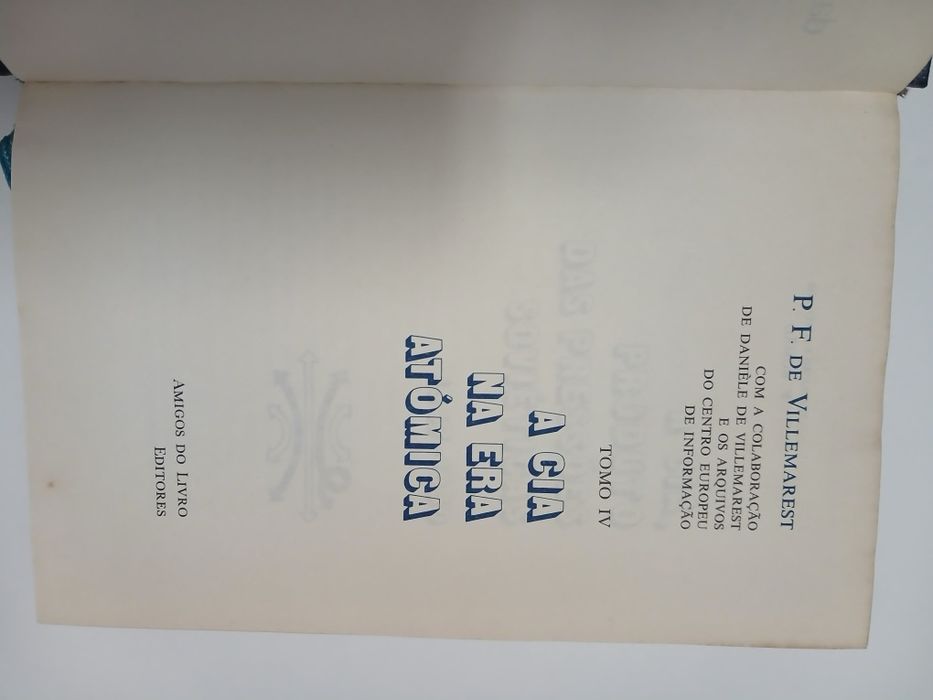 P. F. DE VILLEMAREST
COM A COLABORAÇÃO
DE DANIÈLE DE VILLEMAREST
E OS ARQUIVOS
DO CENTRO EUROPEU
DE INFORMAÇÃO
TOMO IV
A CIA
NA ERA
ATÓMICA
AMIGOS DO LIVRO
EDITORES